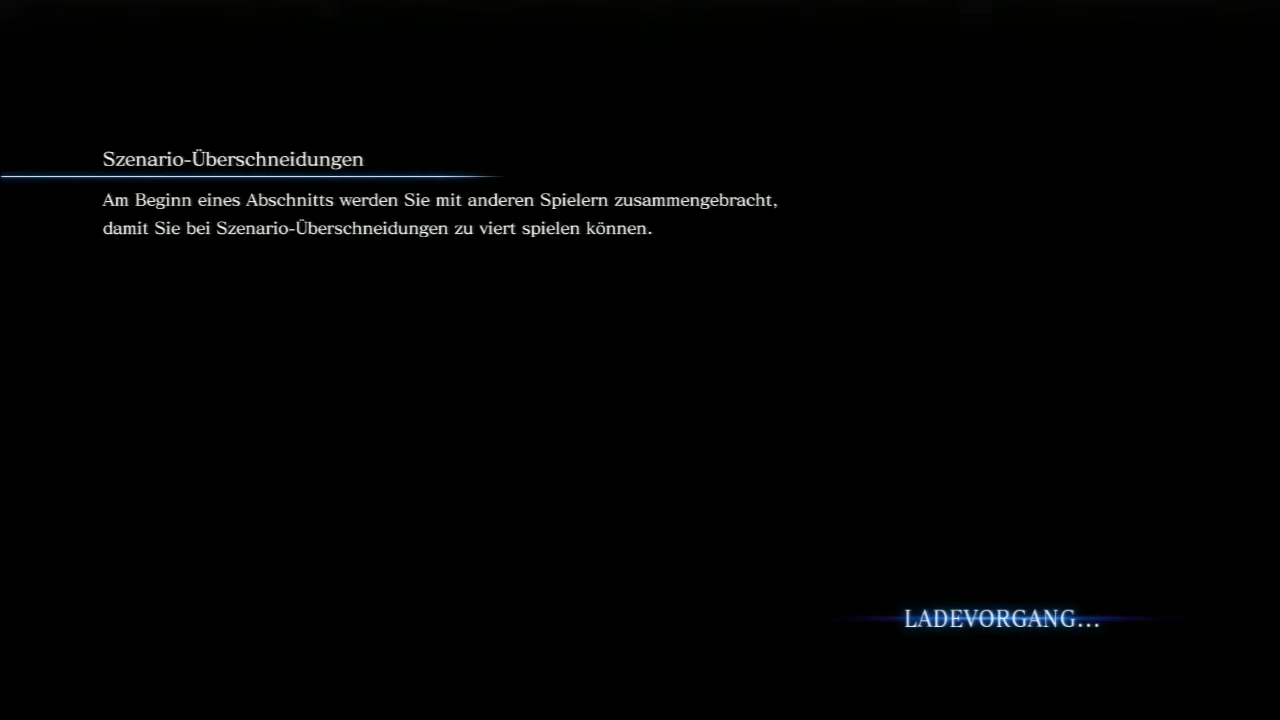 Szenario-Überschneidungen
Am Beginn eines Abschnitts werden Sie mit anderen Spielern zusammengebracht,
damit Sie bei Szenario-Überschneidungen zu viert spielen können.
LADEVORGANG...